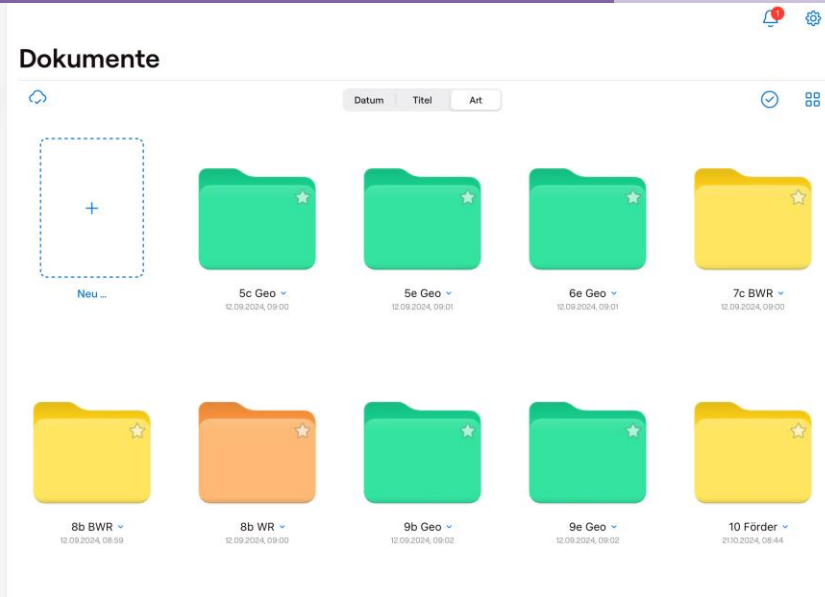 1
Dokumente
Datum Titel Art
Neu ...
5c Geo
12.09.2024, 09:00
5e Geo
12.09.2024, 09:01
6e Geo
12.09.2024, 09:01
7c BWR
12.09.2024, 09:00
8b BWR
12.09.2024, 08:59
8b WR
12.09.2024, 09:00
9b Geo
12.09.2024, 09:02
9e Geo
12.09.2024, 09:02
10 Förder
21.10.2024, 08:44